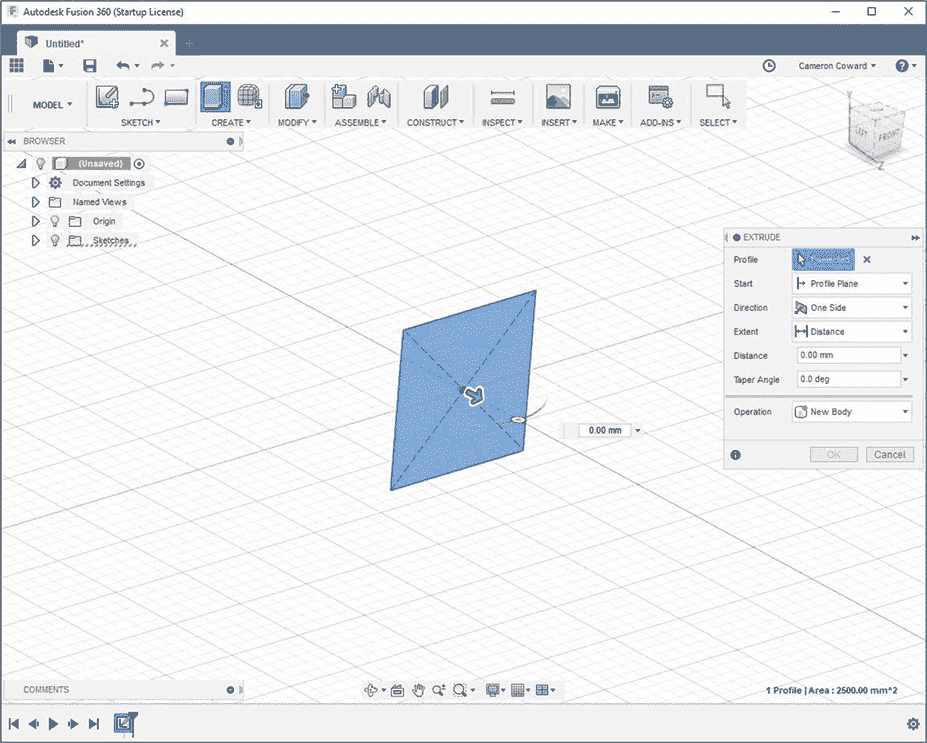 F Autodesk Fusion 360 (Startup License)
Untitled*
Cameron Coward
MODEL
SKETCH CREATE MODIFY ASSEMBLE CONSTRUCT INSPECT INSERT MAKE ADD-INS SELECT
BROWSER
(Unsaved)
Document Settings
Named Views
Origin
Sketches
Y
LEFT FRONT
Z
EXTRUDE
Profile
Start Profile Plane
Direction One Side
Extent Distance
Distance 0.00 mm
Taper Angle 0.0 deg
Operation New Body
OK Cancel
0.00 mm
COMMENTS
1 Profile | Area : 2500.00 mm^2